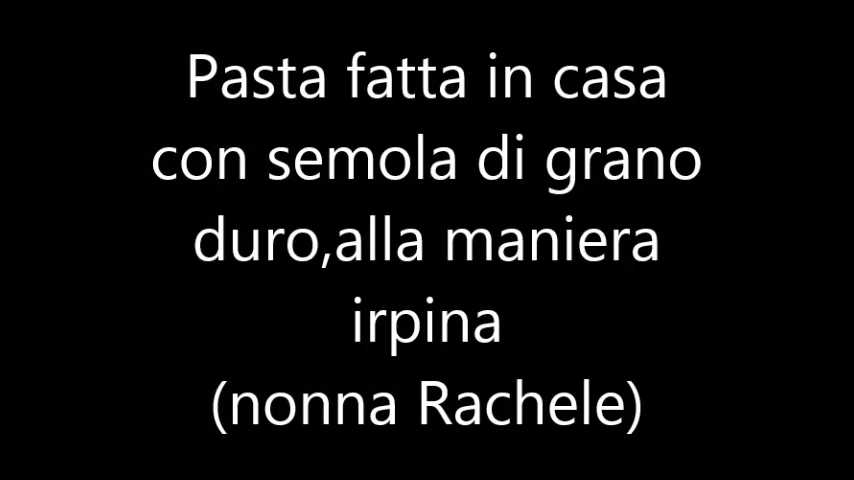 Pasta fatta in casa
con semola di grano
duro,alla maniera
irpina
(nonna Rachele)